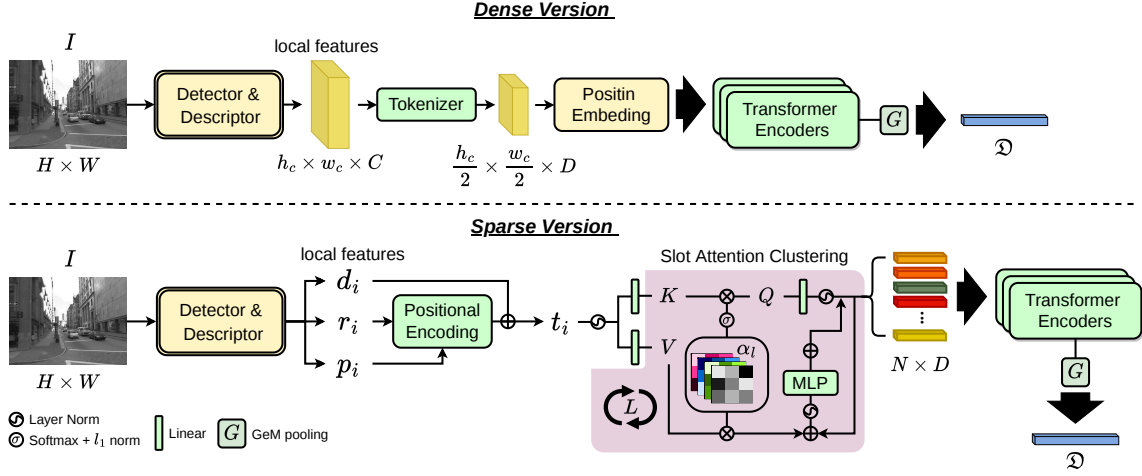 Dense Version
I
H × W
Detector &
Descriptor
local features
h_c × w_c × C
Tokenizer
h_c/2 × w_c/2 × D
Positin
Embeding
Transformer
Encoders
G
𝔇
Sparse Version
I
H × W
Detector &
Descriptor
local features
d_i
r_i
p_i
Positional
Encoding
t_i
Slot Attention Clustering
K
Q
σ
V
α_l
MLP
L
N × D
Transformer
Encoders
G
𝔇
Layer Norm
σ Softmax + l_1 norm
Linear
G GeM pooling